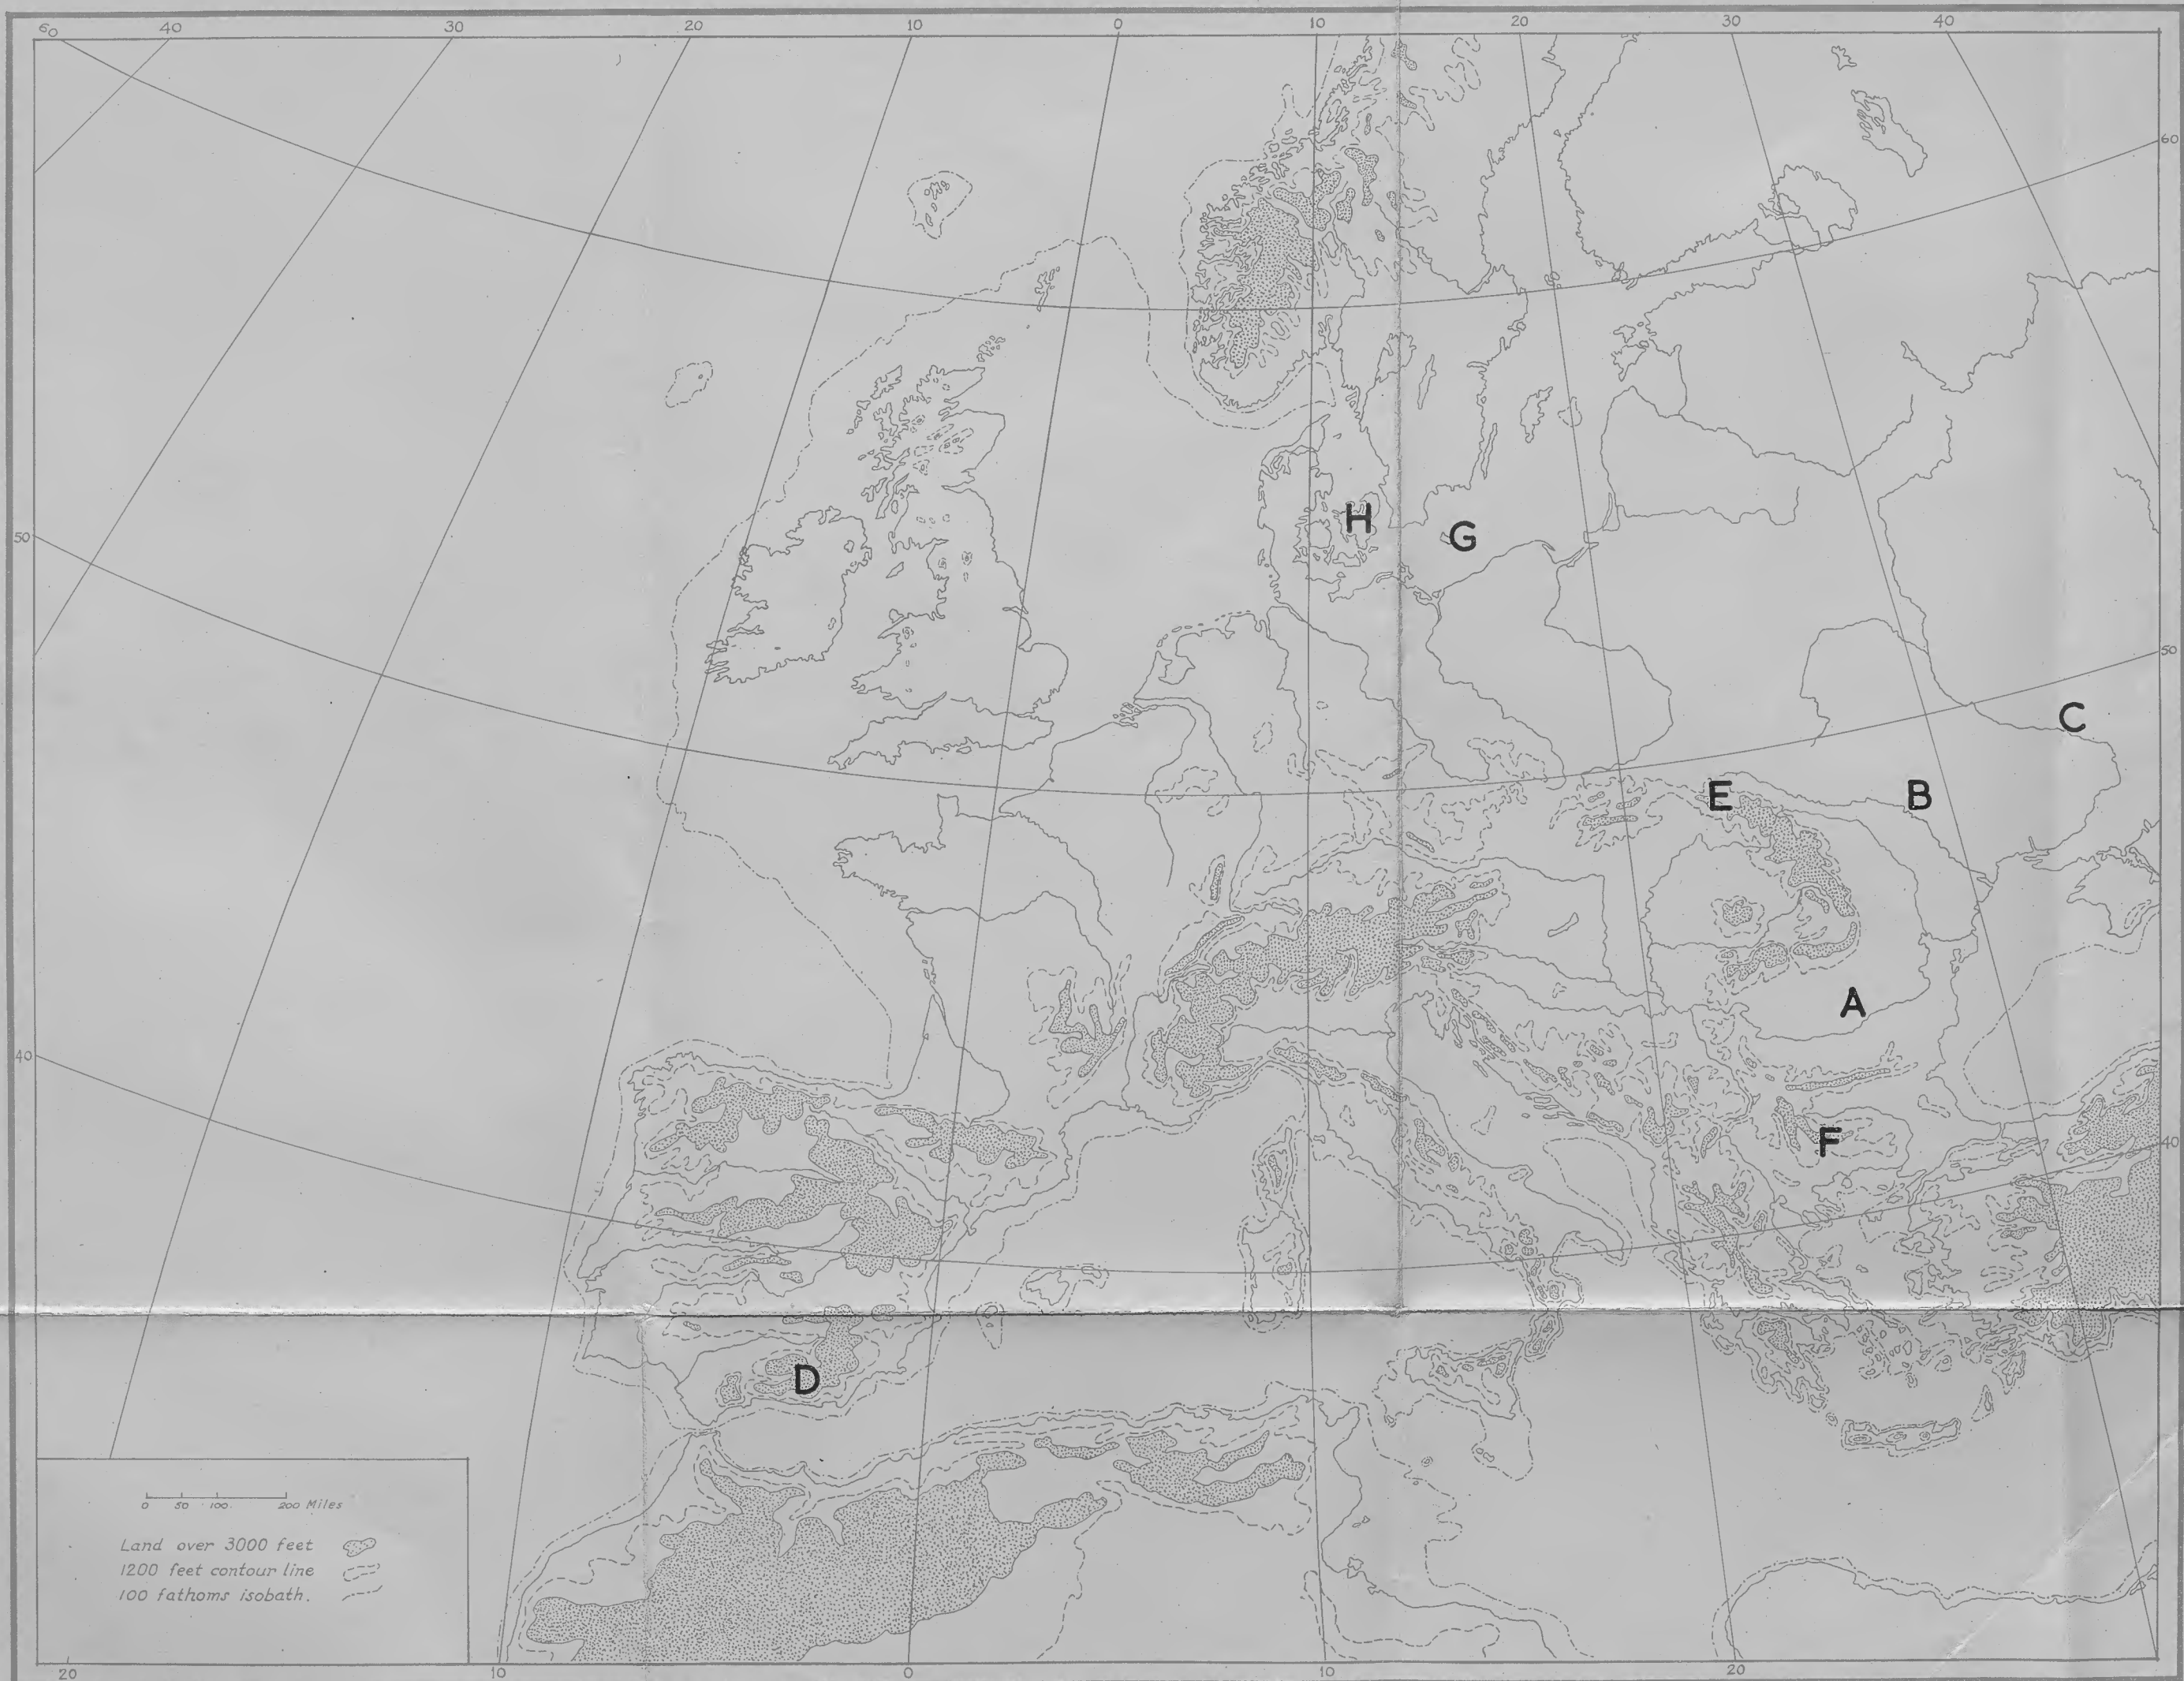 60 40 30 20 10 0 10 20 30 40
60
H
G
50
50
C
E
B
A
40
F
40
D
0 50 100 200 Miles
Land over 3000 feet
1200 feet contour line
100 fathoms isobath.
20 10 0 10 20